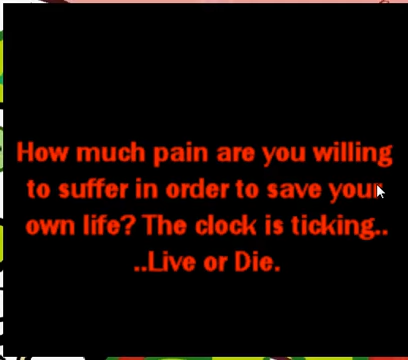 How much pain are you willing
to suffer in order to save your
own life? The clock is ticking..
..Live or Die.